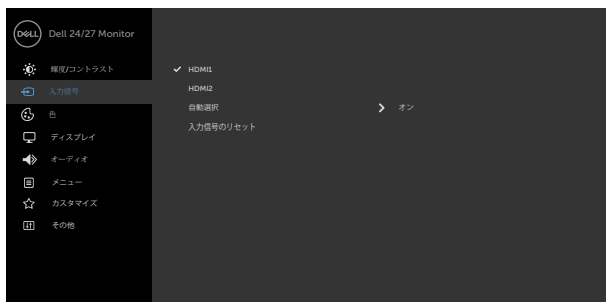 DELL Dell 24/27 Monitor
輝度/コントラスト
入力信号
色
ディスプレイ
オーディオ
メニュー
カスタマイズ
その他
HDMI1
HDMI2
自動選択 オン
入力信号のリセット